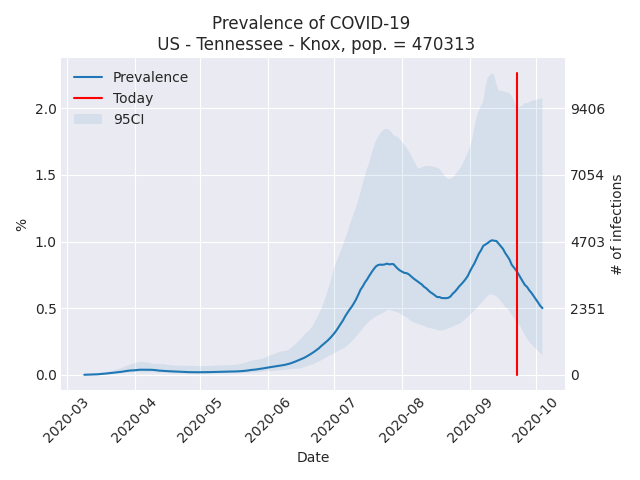 Prevalence of COVID-19
US - Tennessee - Knox, pop. = 470313
Prevalence
Today
95CI
2.0
1.5
1.0
0.5
0.0
%
9406
7054
4703
2351
0
# of infections
2020-03
2020-04
2020-05
2020-06
2020-07
2020-08
2020-09
2020-10
Date